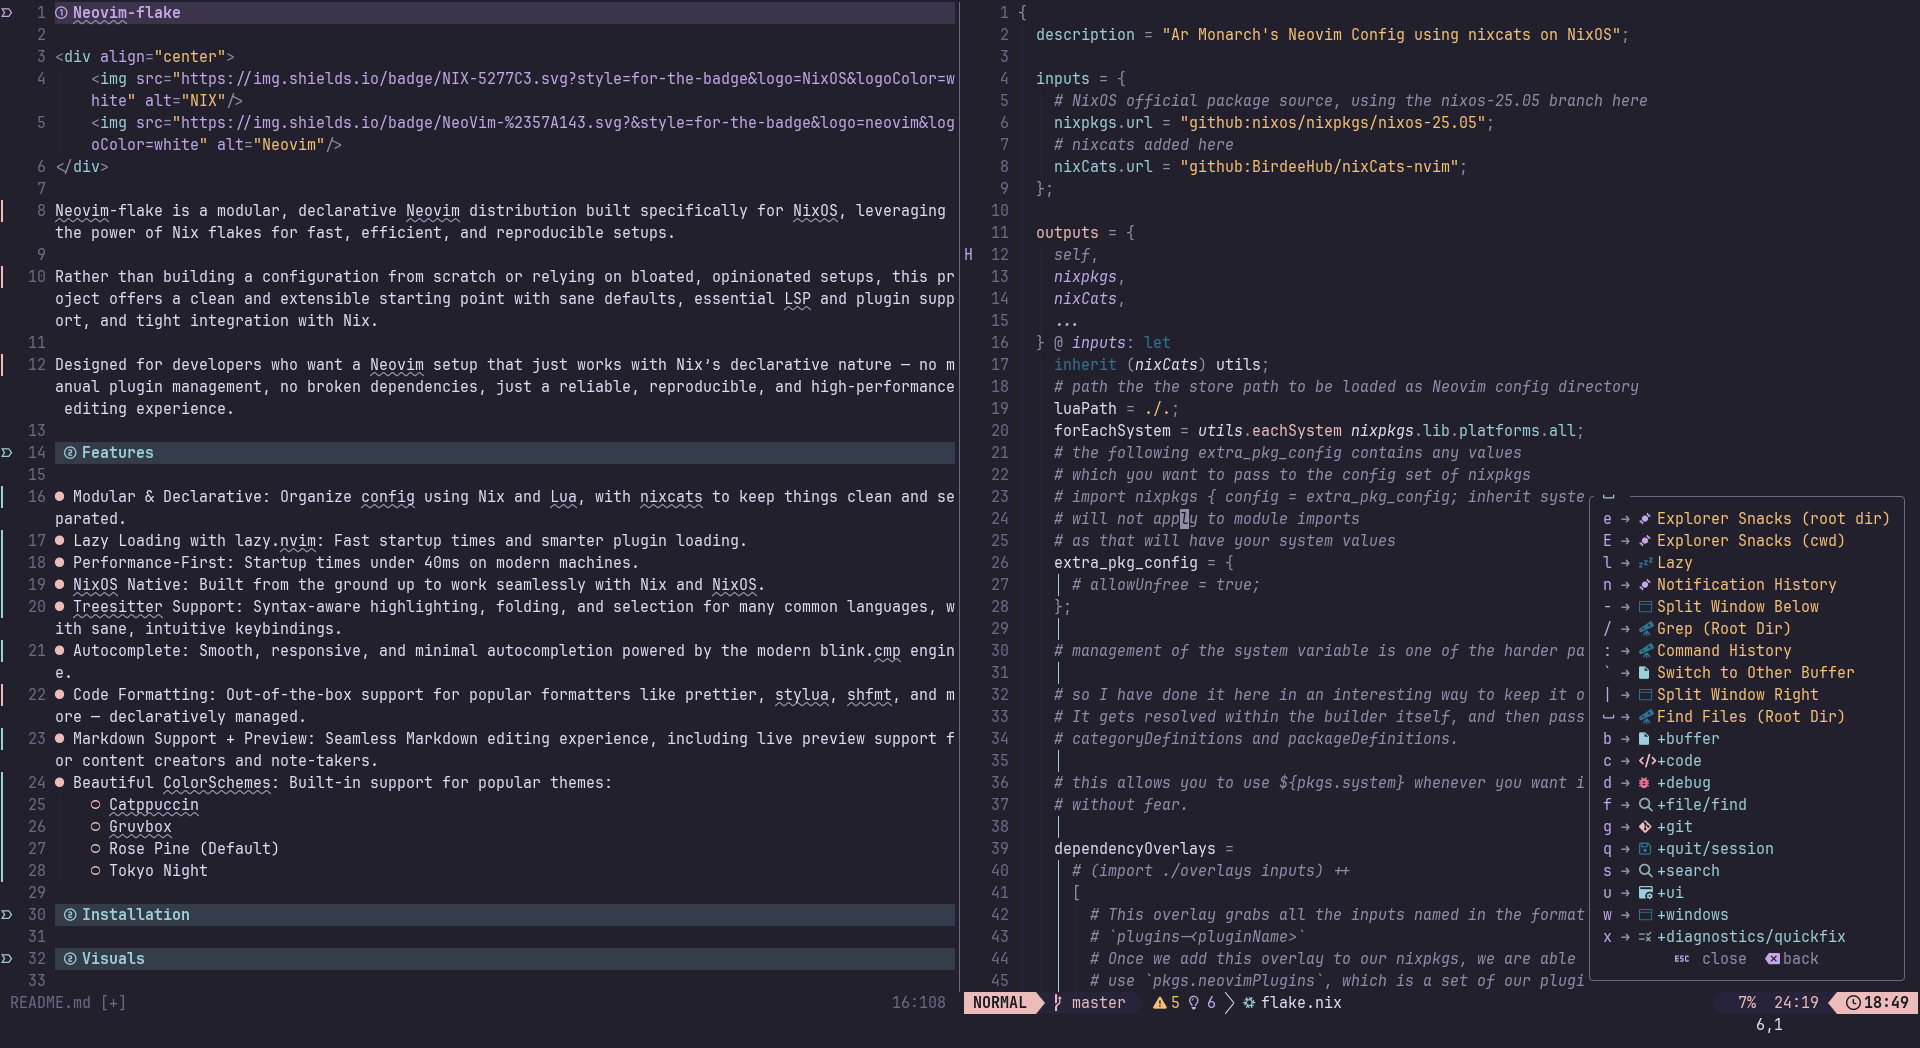 1 ① Neovim-flake
2
3 <div align="center">
4 <img src="https://img.shields.io/badge/NIX-5277C3.svg?style=for-the-badge&logo=NixOS&logoColor=w
hite" alt="NIX"/>
5 <img src="https://img.shields.io/badge/NeoVim-%2357A143.svg?&style=for-the-badge&logo=neovim&log
oColor=white" alt="Neovim"/>
6 </div>
7
8 Neovim-flake is a modular, declarative Neovim distribution built specifically for NixOS, leveraging
the power of Nix flakes for fast, efficient, and reproducible setups.
9
10 Rather than building a configuration from scratch or relying on bloated, opinionated setups, this pr
oject offers a clean and extensible starting point with sane defaults, essential LSP and plugin supp
ort, and tight integration with Nix.
11
12 Designed for developers who want a Neovim setup that just works with Nix’s declarative nature — no m
anual plugin management, no broken dependencies, just a reliable, reproducible, and high-performance
editing experience.
13
14 ② Features
15
16 ● Modular & Declarative: Organize config using Nix and Lua, with nixcats to keep things clean and se
parated.
17 ● Lazy Loading with lazy.nvim: Fast startup times and smarter plugin loading.
18 ● Performance-First: Startup times under 40ms on modern machines.
19 ● NixOS Native: Built from the ground up to work seamlessly with Nix and NixOS.
20 ● Treesitter Support: Syntax-aware highlighting, folding, and selection for many common languages, w
ith sane, intuitive keybindings.
21 ● Autocomplete: Smooth, responsive, and minimal autocompletion powered by the modern blink.cmp engin
e.
22 ● Code Formatting: Out-of-the-box support for popular formatters like prettier, stylua, shfmt, and m
ore — declaratively managed.
23 ● Markdown Support + Preview: Seamless Markdown editing experience, including live preview support f
or content creators and note-takers.
24 ● Beautiful ColorSchemes: Built-in support for popular themes:
25 ○ Catppuccin
26 ○ Gruvbox
27 ○ Rose Pine (Default)
28 ○ Tokyo Night
29
30 ② Installation
31
32 ② Visuals
33
README.md [+] 16:108
1 {
2 description = "Ar Monarch's Neovim Config using nixcats on NixOS";
3
4 inputs = {
5 # NixOS official package source, using the nixos-25.05 branch here
6 nixpkgs.url = "github:nixos/nixpkgs/nixos-25.05";
7 # nixcats added here
8 nixCats.url = "github:BirdeeHub/nixCats-nvim";
9 };
10
11 outputs = {
H 12 self,
13 nixpkgs,
14 nixCats,
15 ...
16 } @ inputs: let
17 inherit (nixCats) utils;
18 # path the the store path to be loaded as Neovim config directory
19 luaPath = ./.;
20 forEachSystem = utils.eachSystem nixpkgs.lib.platforms.all;
21 # the following extra_pkg_config contains any values
22 # which you want to pass to the config set of nixpkgs
23 # import nixpkgs { config = extra_pkg_config; inherit syste
24 # will not apply to module imports
25 # as that will have your system values
26 extra_pkg_config = {
27 # allowUnfree = true;
28 };
29
30 # management of the system variable is one of the harder pa
31
32 # so I have done it here in an interesting way to keep it o
33 # It gets resolved within the builder itself, and then pass
34 # categoryDefinitions and packageDefinitions.
35
36 # this allows you to use ${pkgs.system} whenever you want i
37 # without fear.
38
39 dependencyOverlays =
40 # (import ./overlays inputs) ++
41 [
42 # This overlay grabs all the inputs named in the format
43 # `plugins-<pluginName>`
44 # Once we add this overlay to our nixpkgs, we are able
45 # use `pkgs.neovimPlugins`, which is a set of our plugi
e → Explorer Snacks (root dir)
E → Explorer Snacks (cwd)
l → Lazy
n → Notification History
- → Split Window Below
/ → Grep (Root Dir)
: → Command History
` → Switch to Other Buffer
| → Split Window Right
␣ → Find Files (Root Dir)
b → +buffer
c → +code
d → +debug
f → +file/find
g → +git
q → +quit/session
s → +search
u → +ui
w → +windows
x → +diagnostics/quickfix
ESC close back
NORMAL master 5 6 flake.nix 7% 24:19 18:49
6,1